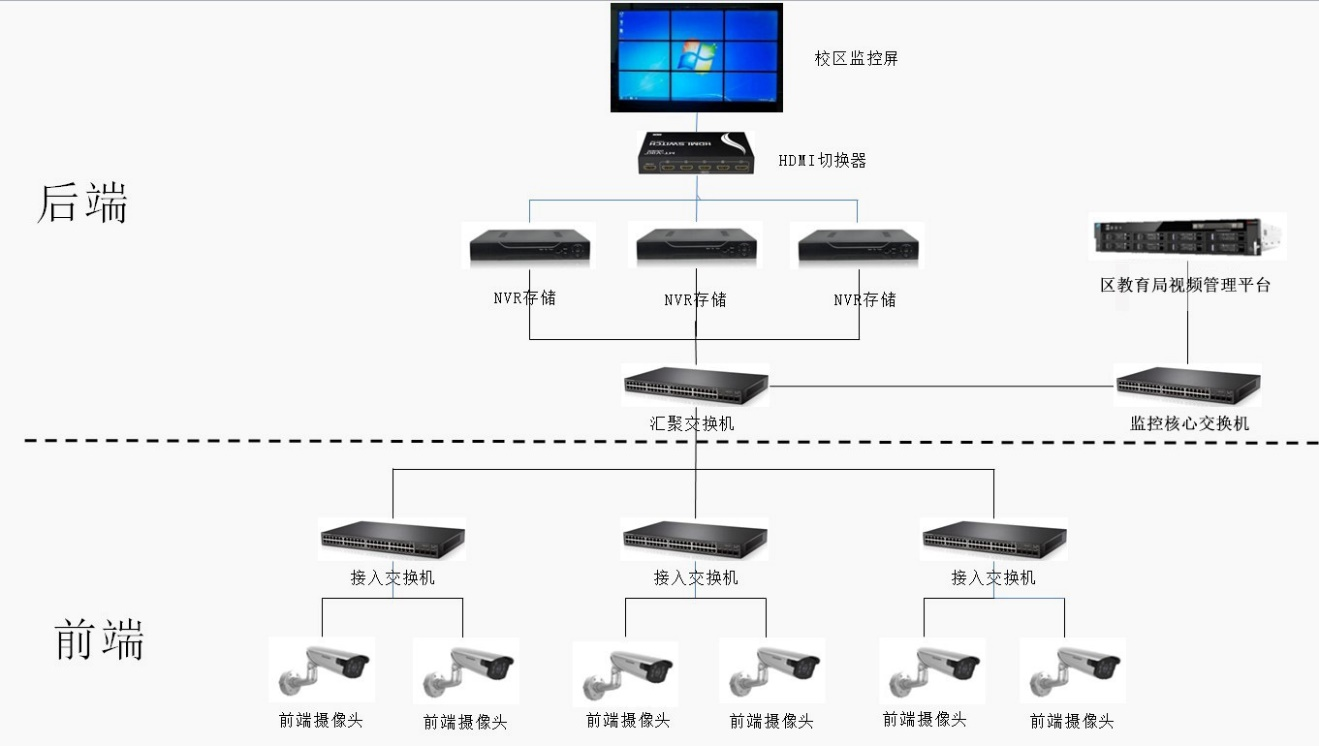 校区监控屏
HDMI SWITCH
HDMI切换器
后端
NVR存储
NVR存储
NVR存储
区教育局视频管理平台
汇聚交换机
监控核心交换机
接入交换机
接入交换机
接入交换机
前端
前端摄像头
前端摄像头
前端摄像头
前端摄像头
前端摄像头
前端摄像头